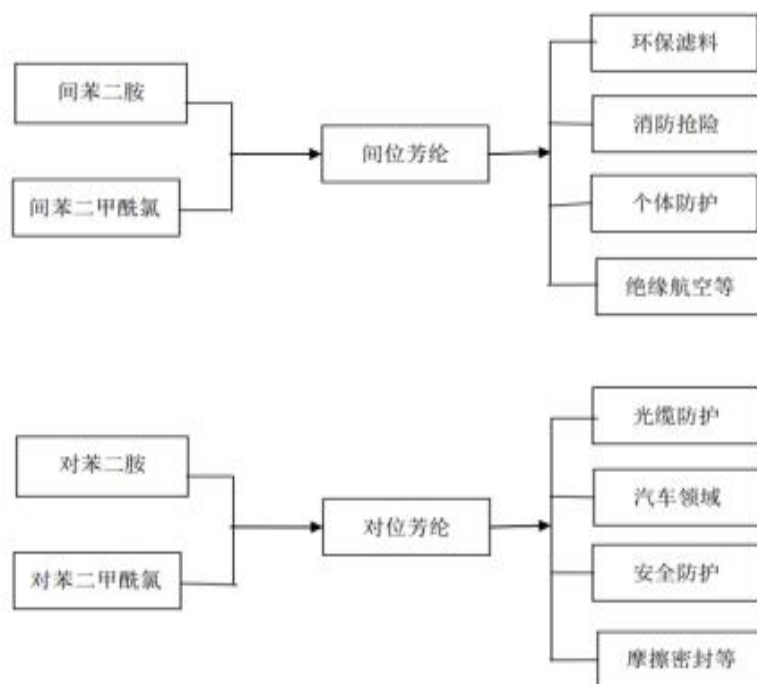 间苯二胺
间苯二甲酰氯
间位芳纶
环保滤料
消防抢险
个体防护
绝缘航空等
对苯二胺
对苯二甲酰氯
对位芳纶
光缆防护
汽车领域
安全防护
摩擦密封等